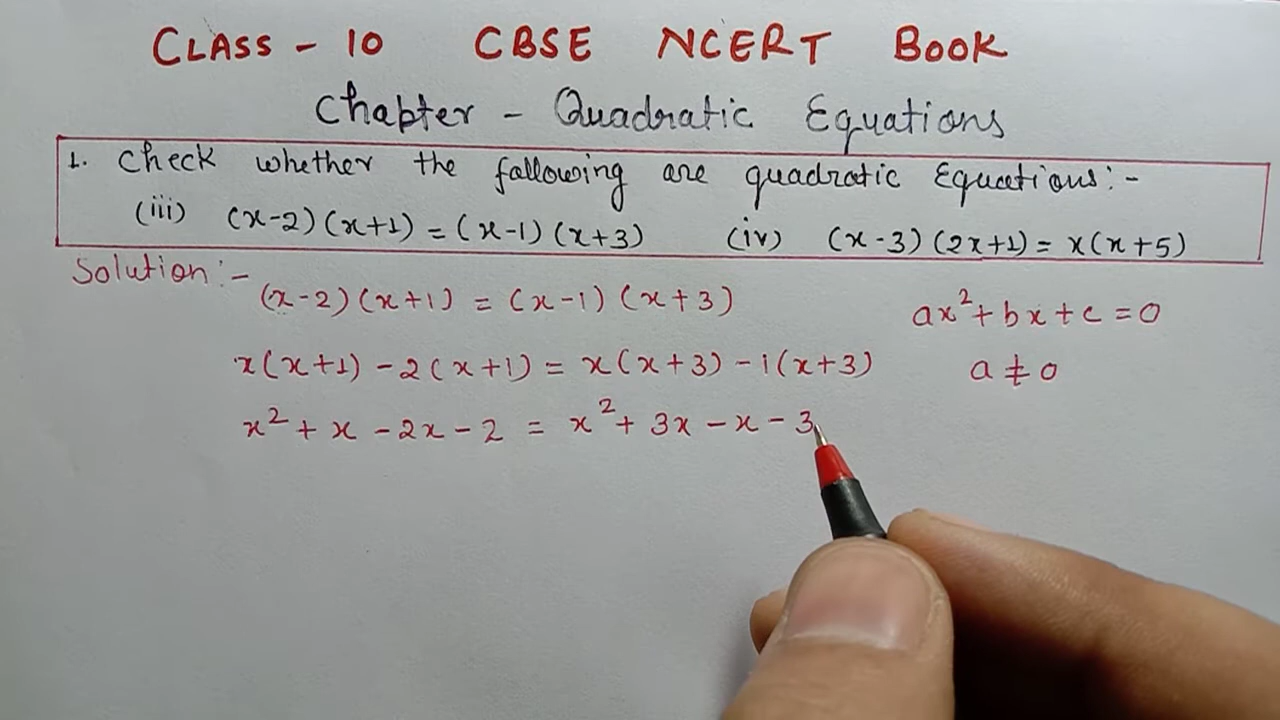 CLASS - 10 CBSE NCERT BOOK
Chapter - Quadratic Equations
1. Check whether the following are quadratic Equations:-
(iii) (x-2)(x+1)=(x-1)(x+3) (iv) (x-3)(2x+1)=x(x+5)
Solution:-
(x-2)(x+1) = (x-1)(x+3)
ax²+bx+c=0
x(x+1)-2(x+1)=x(x+3)-1(x+3)
a≠0
x²+x-2x-2 = x²+3x-x-3